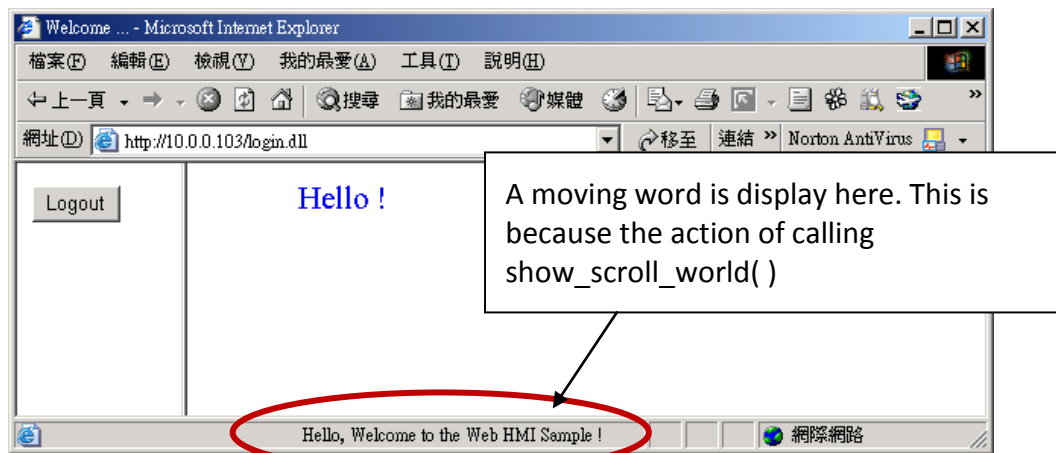 Welcome ... - Microsoft Internet Explorer
檔案(F) 編輯(E) 檢視(V) 我的最愛(A) 工具(T) 說明(H)
上一頁 搜尋 我的最愛 媒體 »
網址(D) http://10.0.0.103/login.dll 移至 連結 » Norton AntiVirus
Logout
Hello !
A moving word is display here. This is
because the action of calling
show_scroll_world( )
Hello, Welcome to the Web HMI Sample !
網際網路